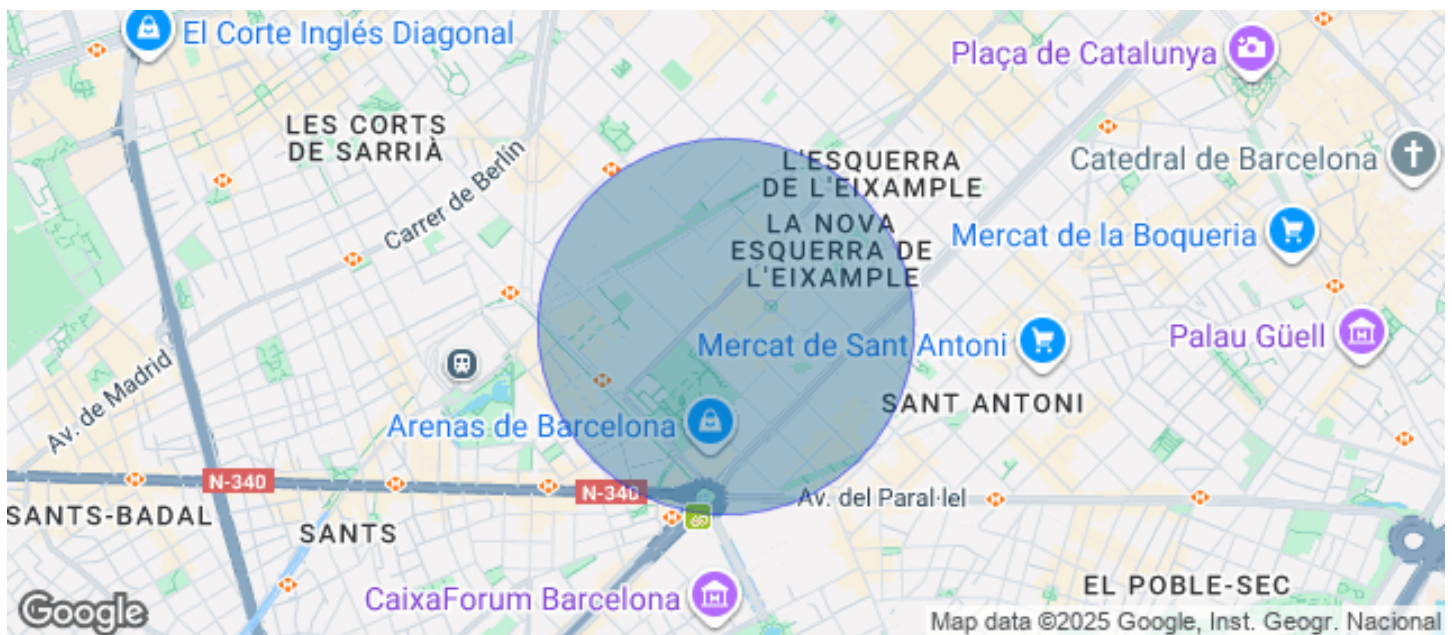 El Corte Inglés Diagonal
Plaça de Catalunya
LES CORTS
DE SARRIÀ
L'ESQUERRA
DE L'EIXAMPLE
Catedral de Barcelona
Carrer de Berlín
LA NOVA
ESQUERRA DE
L'EIXAMPLE
Mercat de la Boqueria
Mercat de Sant Antoni
Palau Güell
Av. de Madrid
SANT ANTONI
Arenas de Barcelona
N-340
N-340
Av. del Paral·lel
SANTS-BADAL
SANTS
EL POBLE-SEC
CaixaForum Barcelona
Google
Map data ©2025 Google, Inst. Geogr. Nacional